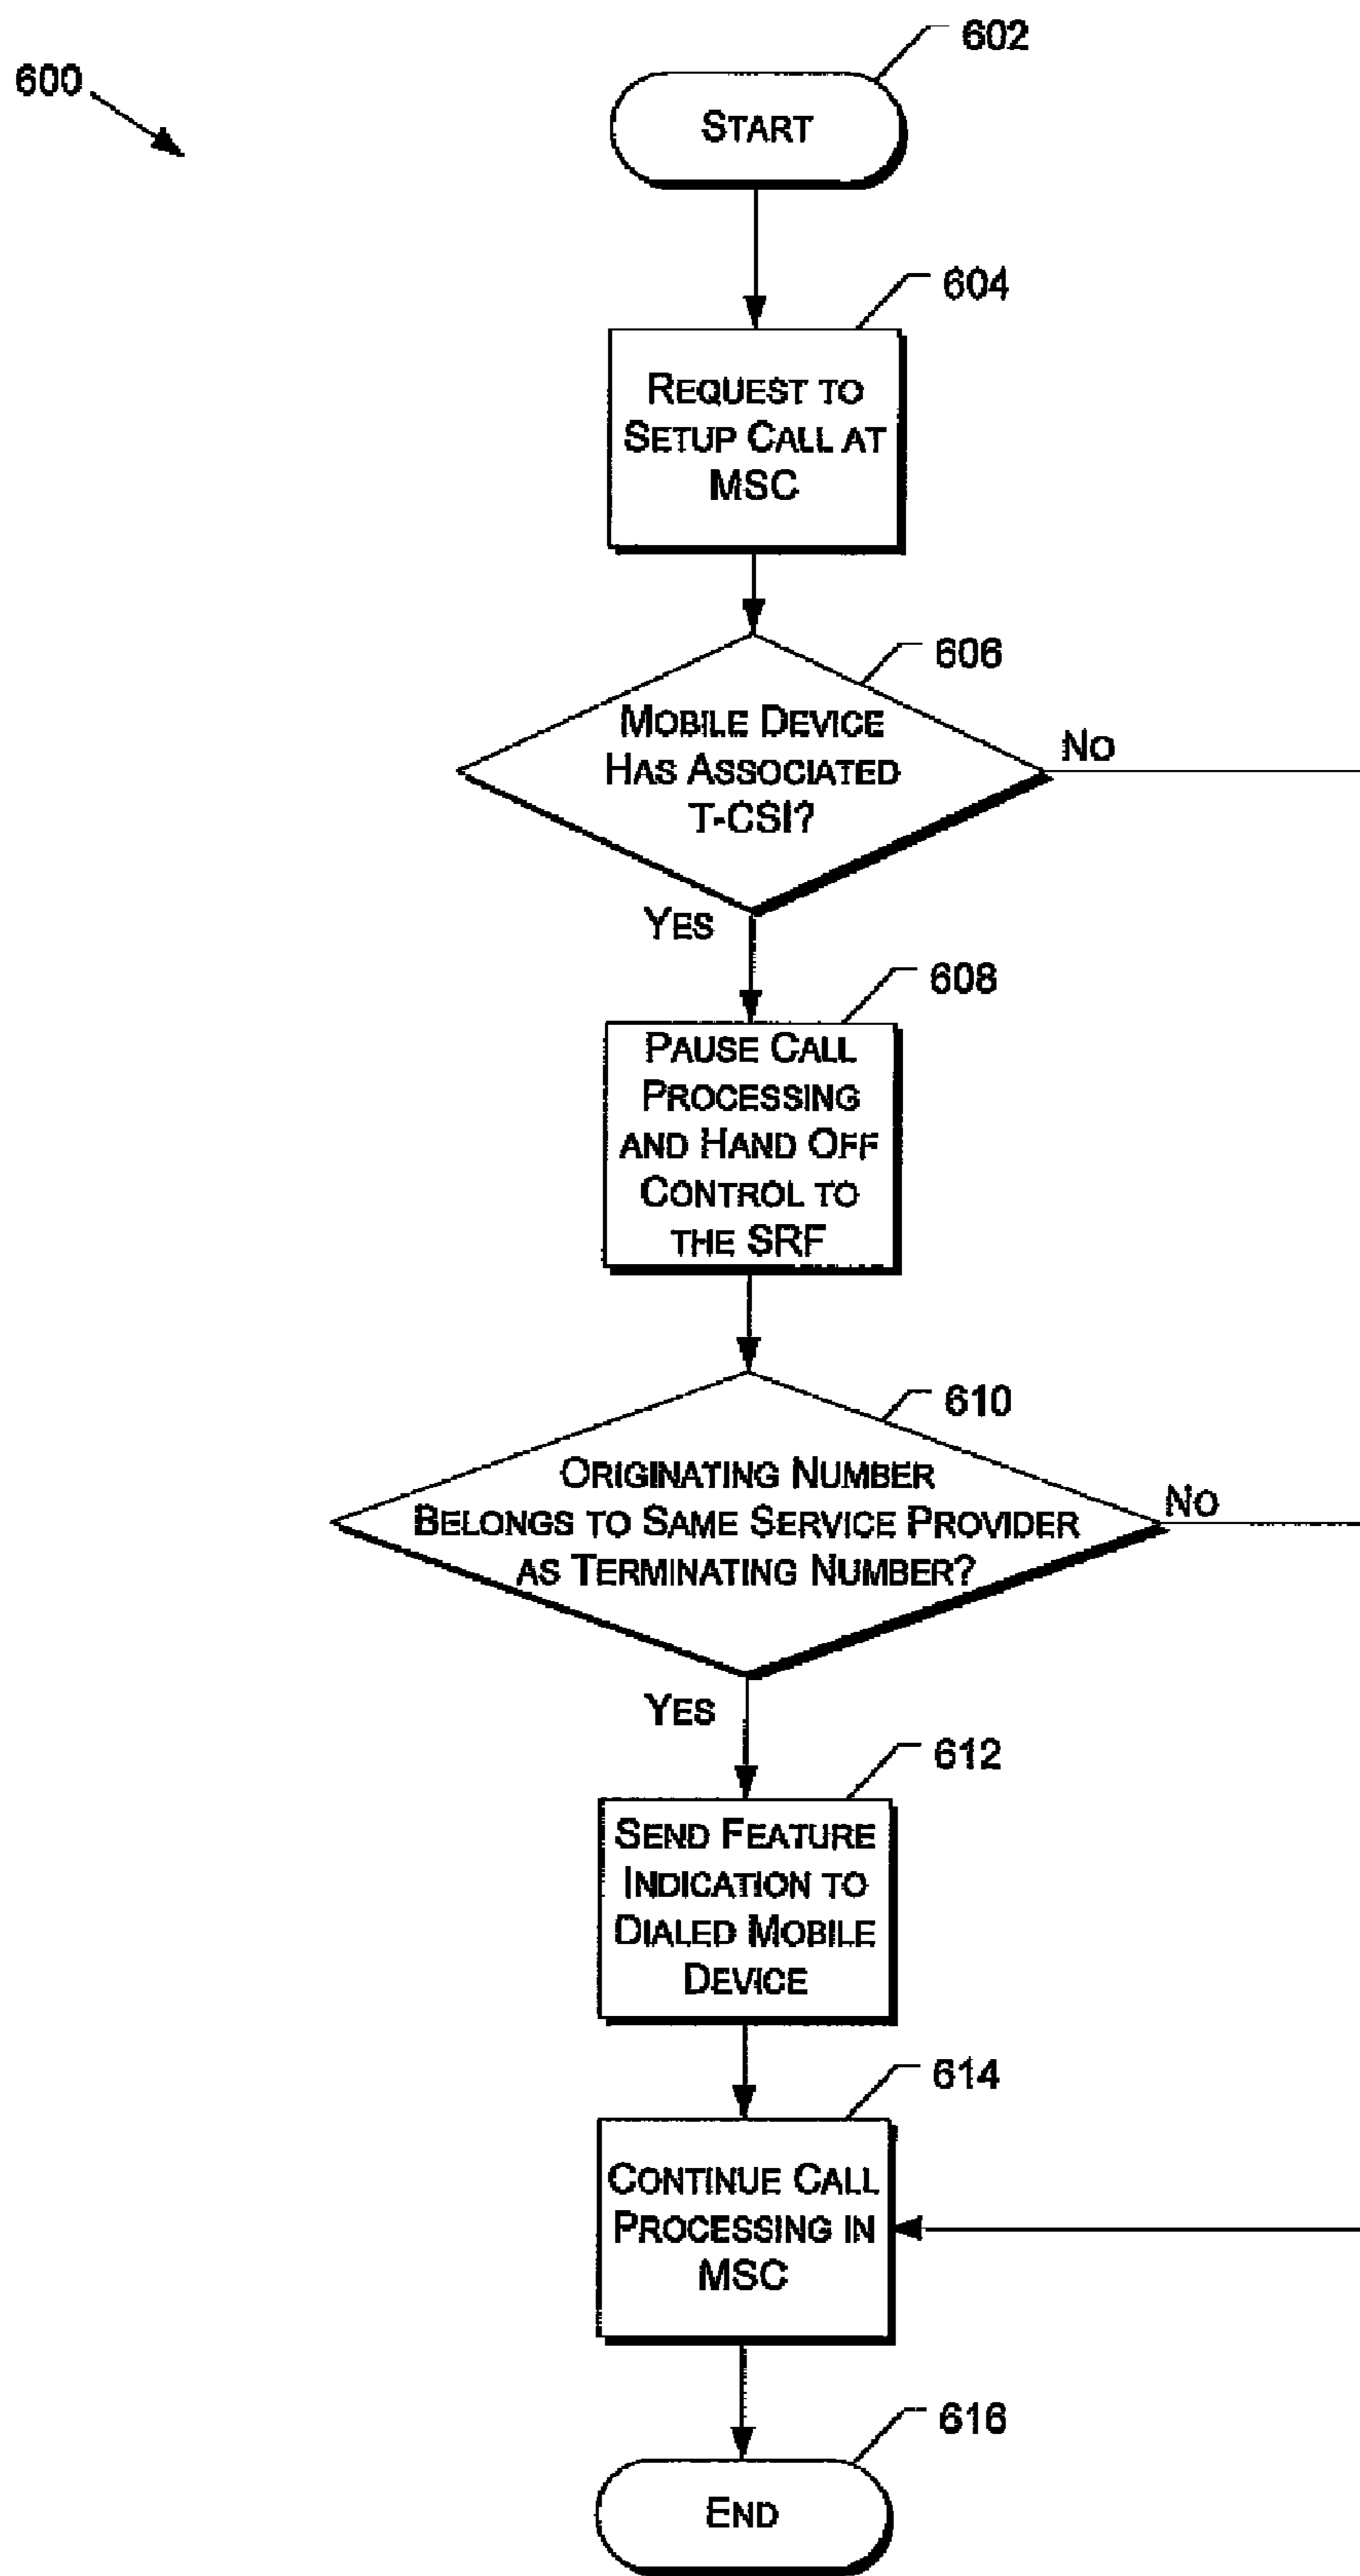 602
600
START
604
REQUEST TO
SETUP CALL AT
MSC
606
MOBILE DEVICE
HAS ASSOCIATED
T-CSI?
NO
YES
608
PAUSE CALL
PROCESSING
AND HAND OFF
CONTROL TO
THE SRF
610
ORIGINATING NUMBER
BELONGS TO SAME SERVICE PROVIDER
AS TERMINATING NUMBER?
NO
YES
612
SEND FEATURE
INDICATION TO
DIALED MOBILE
DEVICE
614
CONTINUE CALL
PROCESSING IN
MSC
616
END